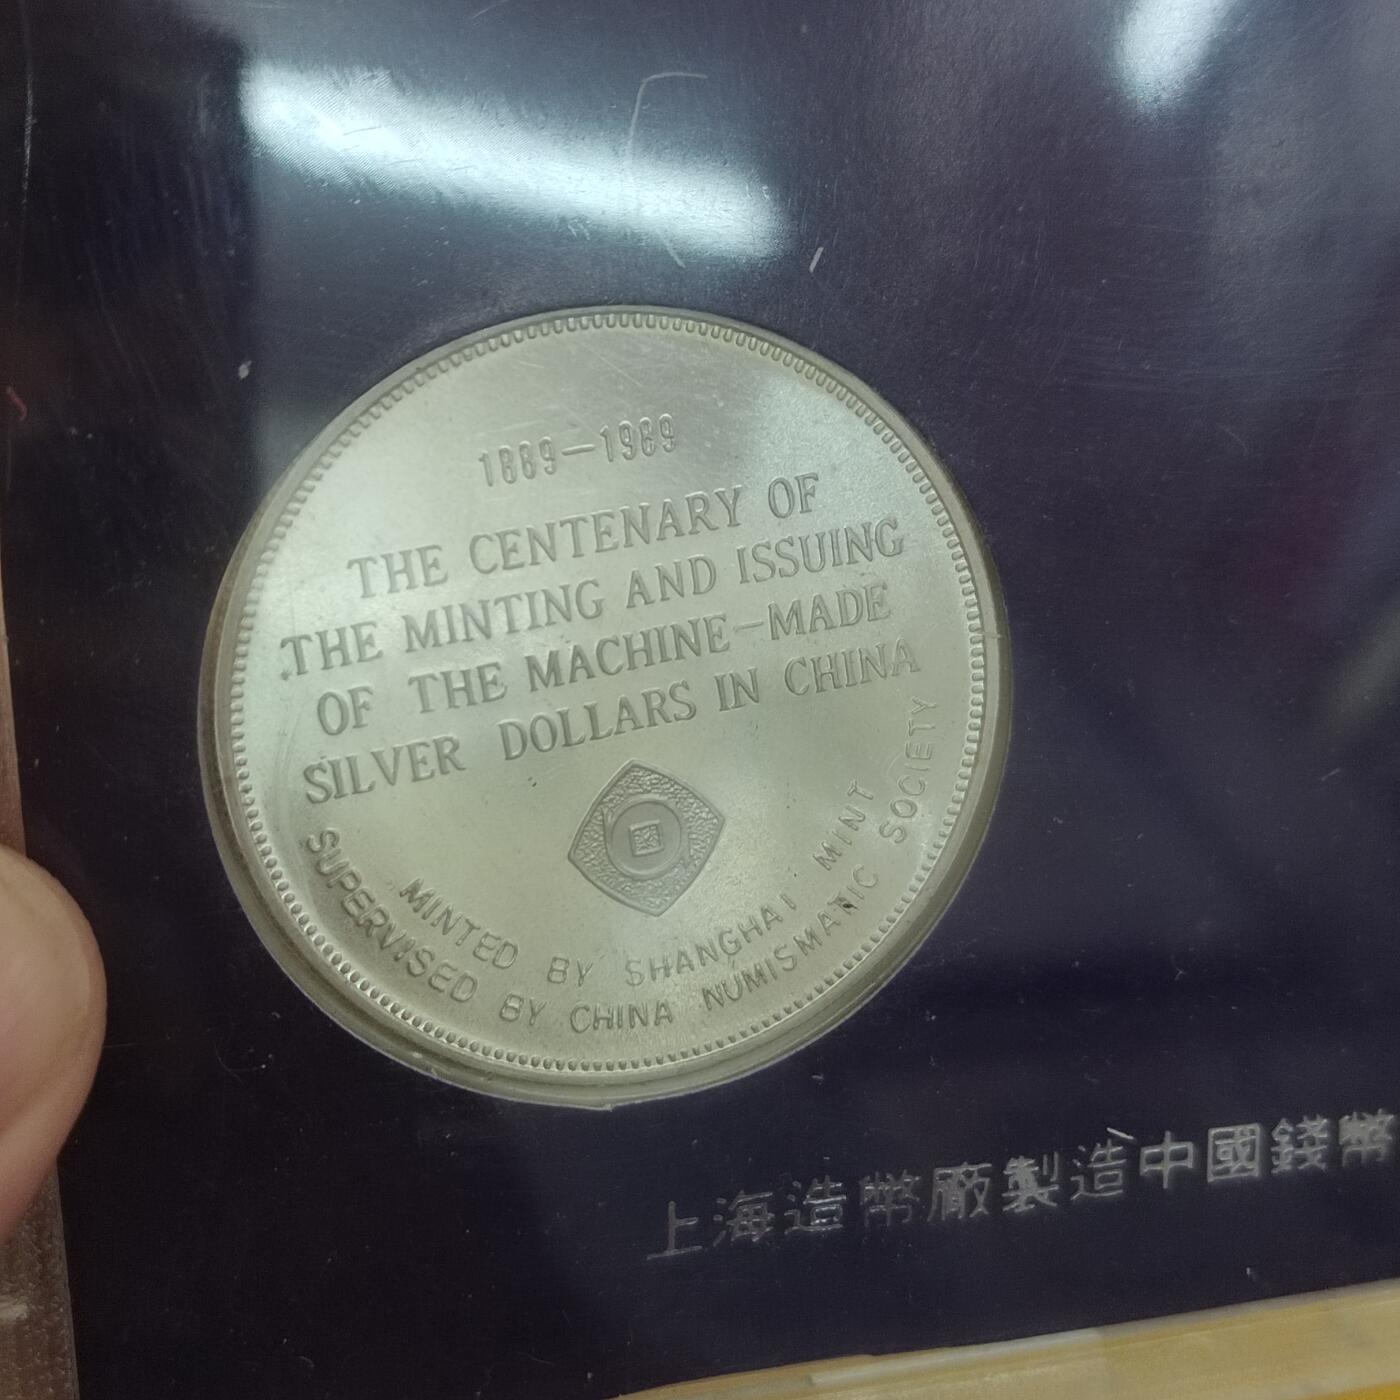 1889–1989
THE CENTENARY OF
THE MINTING AND ISSUING
OF THE MACHINE–MADE
SILVER DOLLARS IN CHINA
MINTED BY SHANGHAI MINT
SUPERVISED BY CHINA NUMISMATIC SOCIETY
上海造幣廠製造中國錢幣